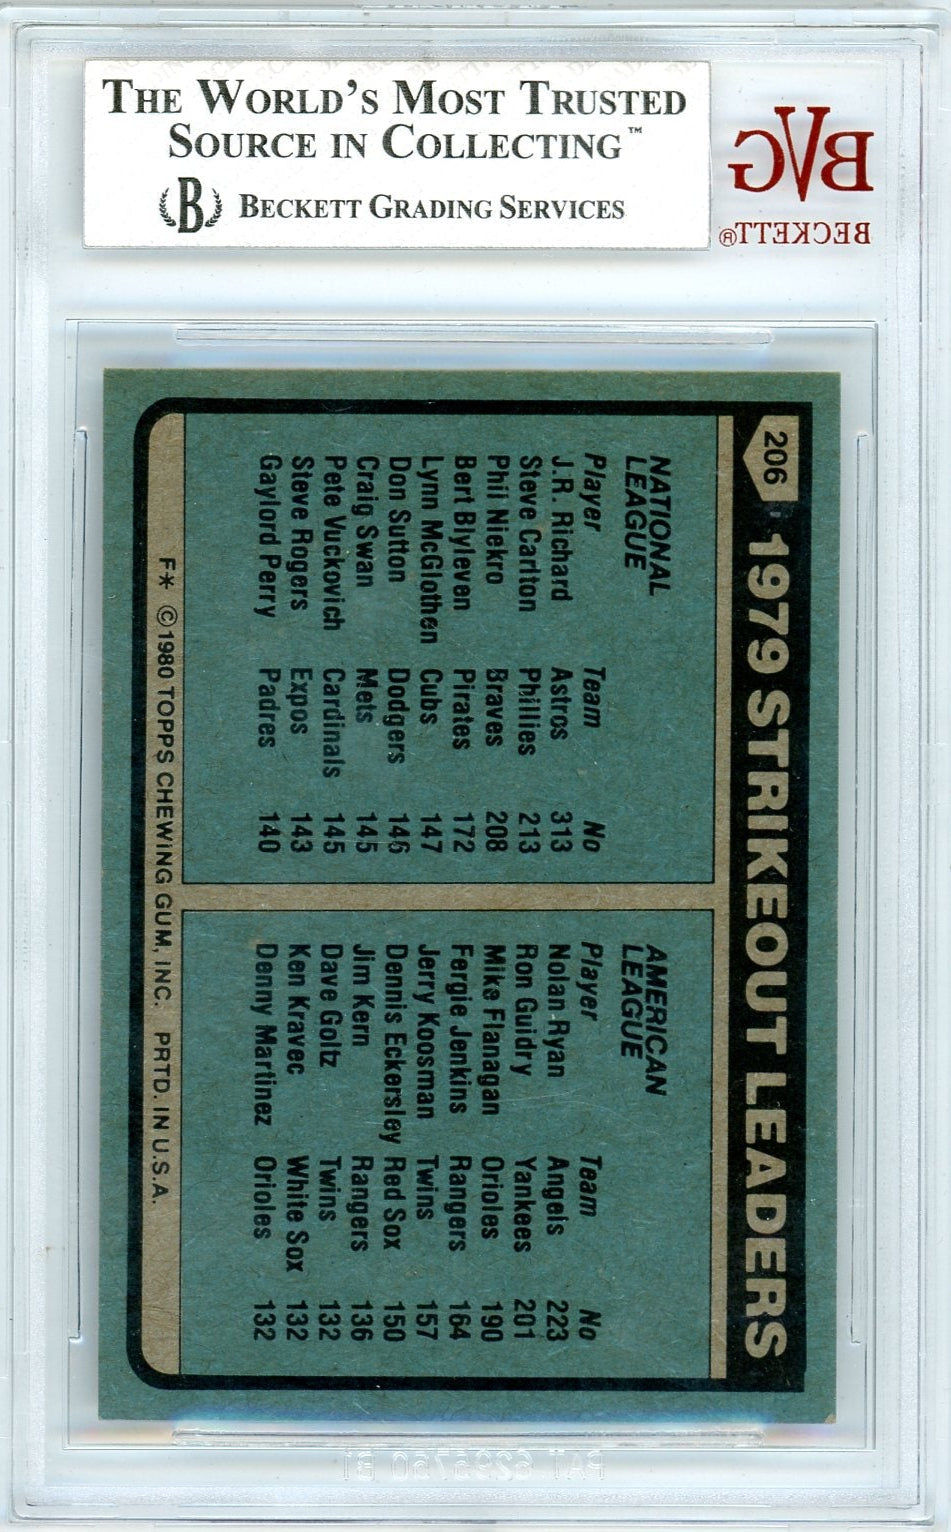 THE WORLD'S MOST TRUSTED
SOURCE IN COLLECTING™
B BECKETT GRADING SERVICES
BVG
BECKETT®
206 1979 STRIKEOUT LEADERS
NATIONAL
LEAGUE
Player Team No
J.R. Richard Astros 313
Steve Carlton Phillies 213
Phil Niekro Braves 208
Bert Blyleven Pirates 172
Lynn McGlothen Cubs 147
Don Sutton Dodgers 146
Craig Swan Mets 145
Pete Vuckovich Cardinals 145
Steve Rogers Expos 143
Gaylord Perry Padres 140
AMERICAN
LEAGUE
Player Team No
Nolan Ryan Angels 223
Ron Guidry Yankees 201
Mike Flanagan Orioles 190
Fergie Jenkins Rangers 164
Jerry Koosman Twins 157
Dennis Eckersley Red Sox 150
Jim Kern Rangers 136
Dave Goltz Twins 132
Ken Kravec White Sox 132
Denny Martinez Orioles 132
F* ©1980 TOPPS CHEWING GUM, INC. PRTD. IN U.S.A.